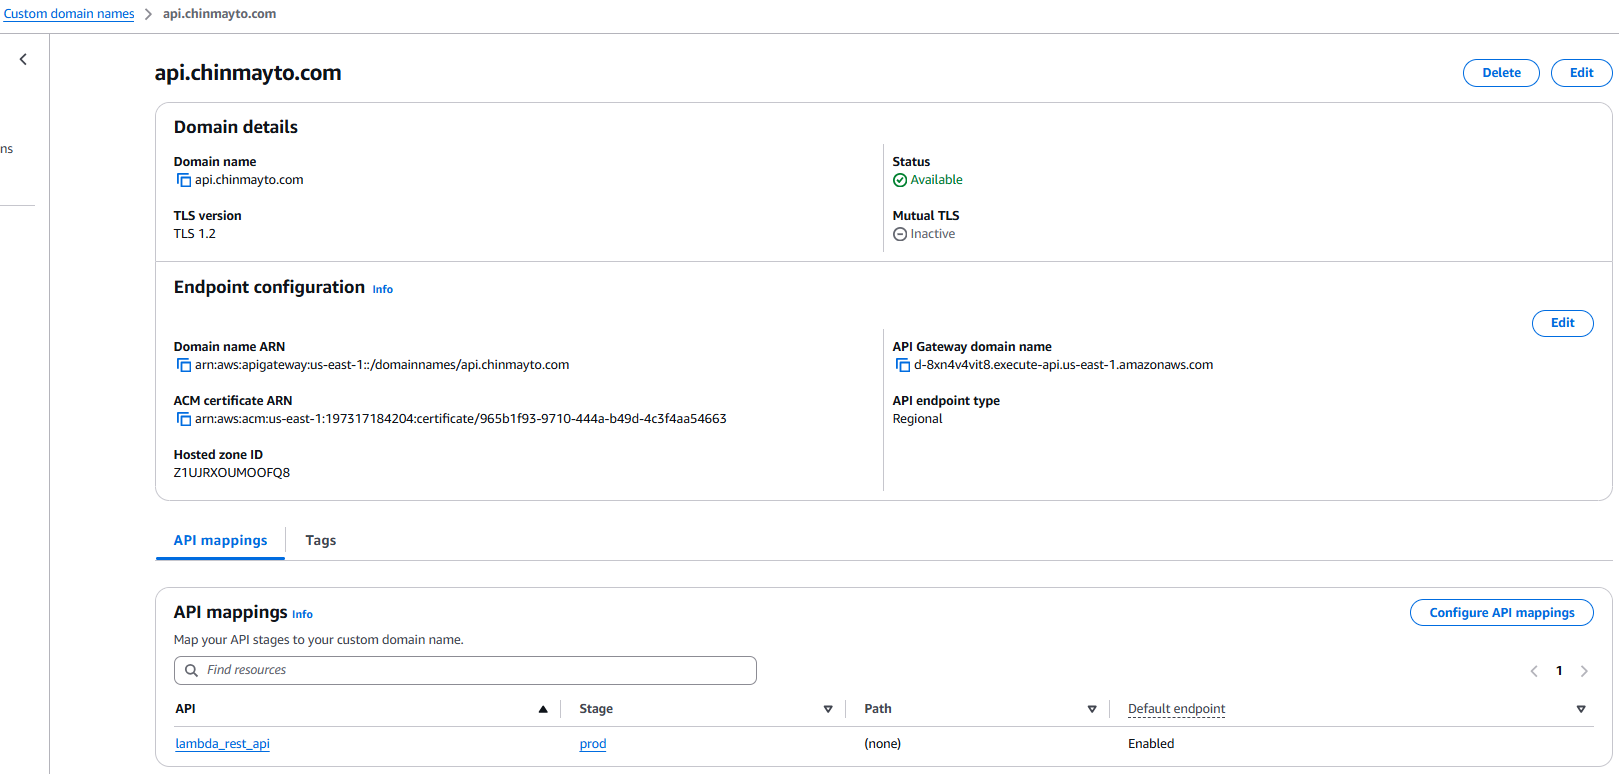 Custom domain names > api.chinmayto.com
ns
api.chinmayto.com
Delete
Edit
Domain details
Domain name
api.chinmayto.com
Status
Available
TLS version
TLS 1.2
Mutual TLS
Inactive
Endpoint configuration Info
Edit
Domain name ARN
arn:aws:apigateway:us-east-1::/domainnames/api.chinmayto.com
API Gateway domain name
d-8xn4v4vit8.execute-api.us-east-1.amazonaws.com
ACM certificate ARN
arn:aws:acm:us-east-1:197317184204:certificate/965b1f93-9710-444a-b49d-4c3f4aa54663
API endpoint type
Regional
Hosted zone ID
Z1UJRXOUMOOFQ8
API mappings
Tags
API mappings Info
Configure API mappings
Map your API stages to your custom domain name.
Find resources
1
API Stage Path Default endpoint
lambda_rest_api prod (none) Enabled